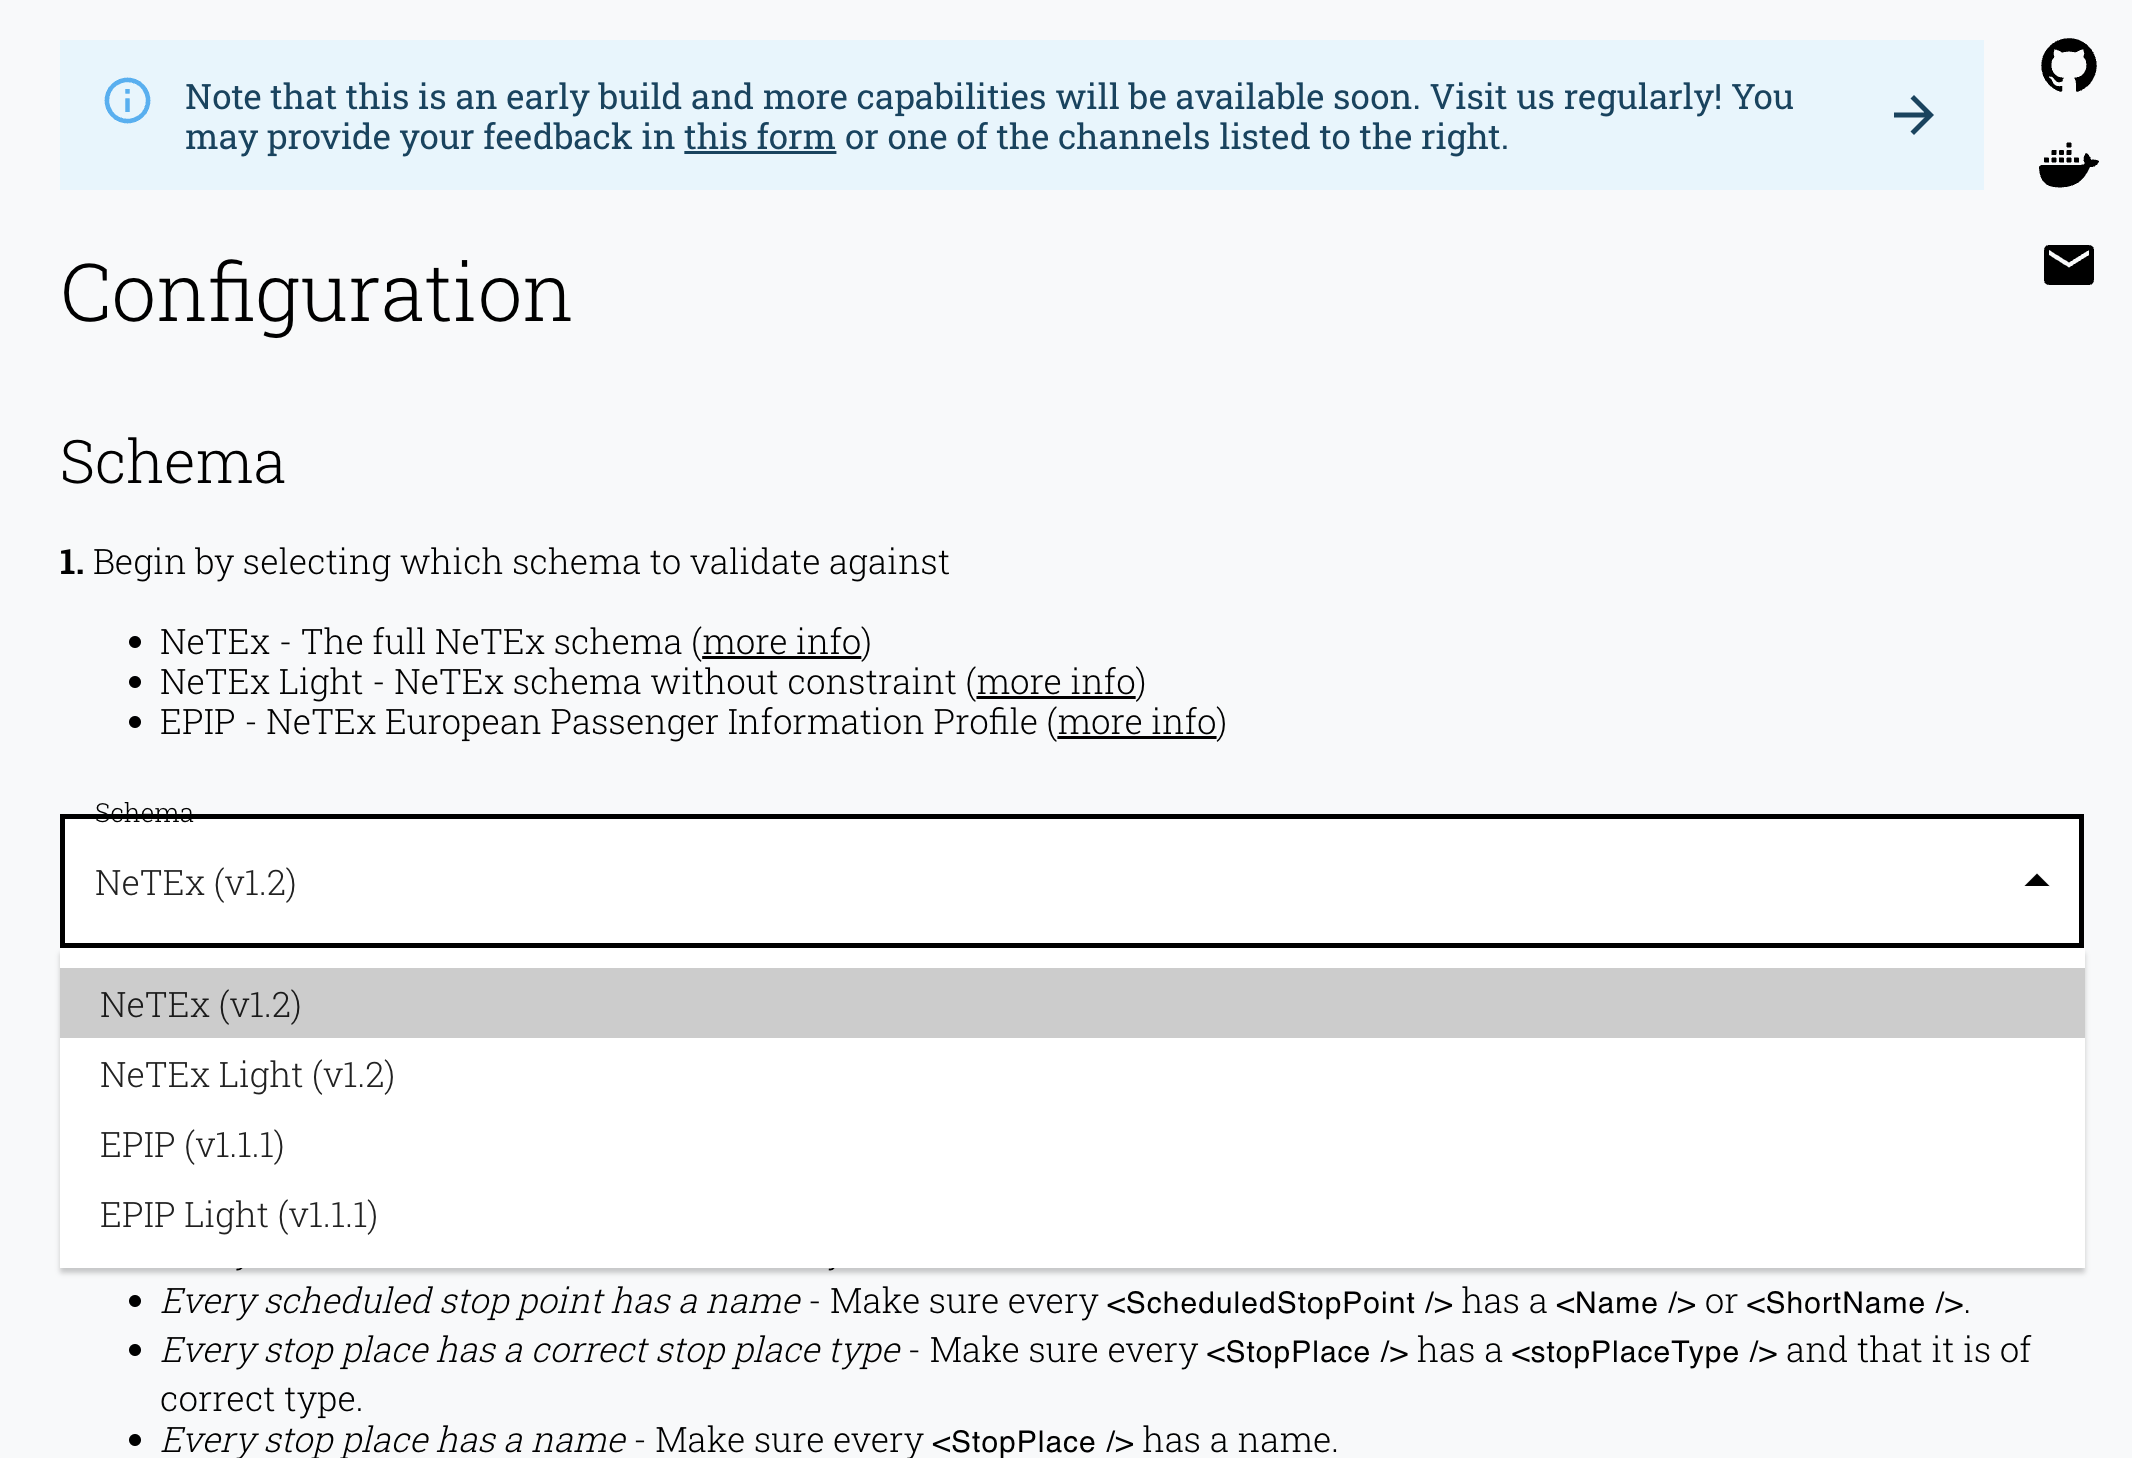 Note that this is an early build and more capabilities will be available soon. Visit us regularly! You
may provide your feedback in this form or one of the channels listed to the right.
Configuration
Schema
1. Begin by selecting which schema to validate against
NeTEx - The full NeTEx schema (more info)
NeTEx Light - NeTEx schema without constraint (more info)
EPIP - NeTEx European Passenger Information Profile (more info)
Schema
NeTEx (v1.2)
NeTEx (v1.2)
NeTEx Light (v1.2)
EPIP (v1.1.1)
EPIP Light (v1.1.1)
Every scheduled stop point has a name - Make sure every <ScheduledStopPoint /> has a <Name /> or <ShortName />.
Every stop place has a correct stop place type - Make sure every <StopPlace /> has a <stopPlaceType /> and that it is of
correct type.
Every stop place has a name - Make sure every <StopPlace /> has a name.